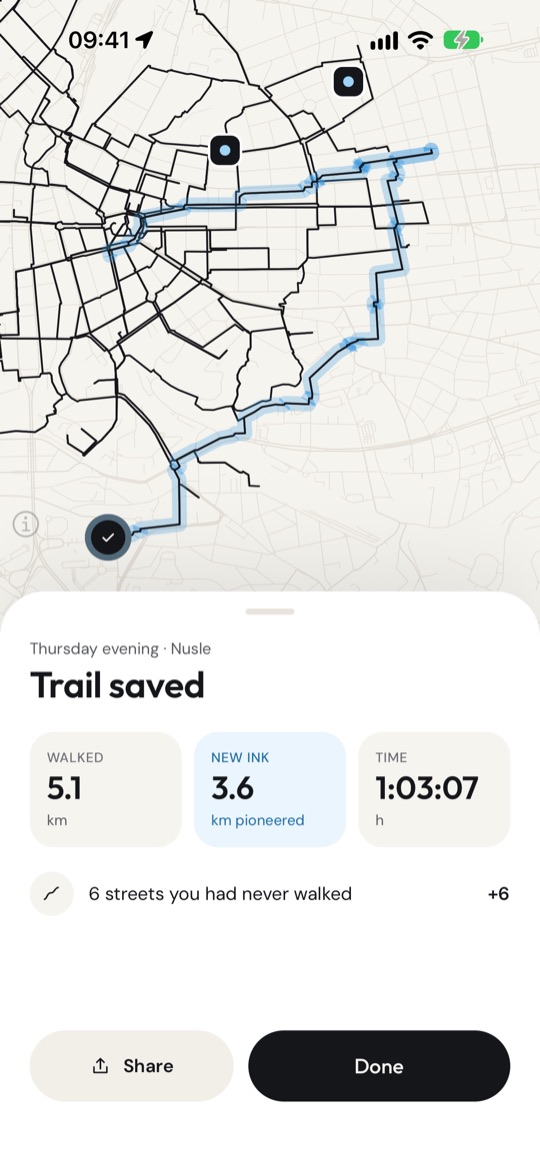 09:41
Thursday evening · Nusle
Trail saved
WALKED
5.1
km
NEW INK
3.6
km pioneered
TIME
1:03:07
h
6 streets you had never walked
+6
Share
Done